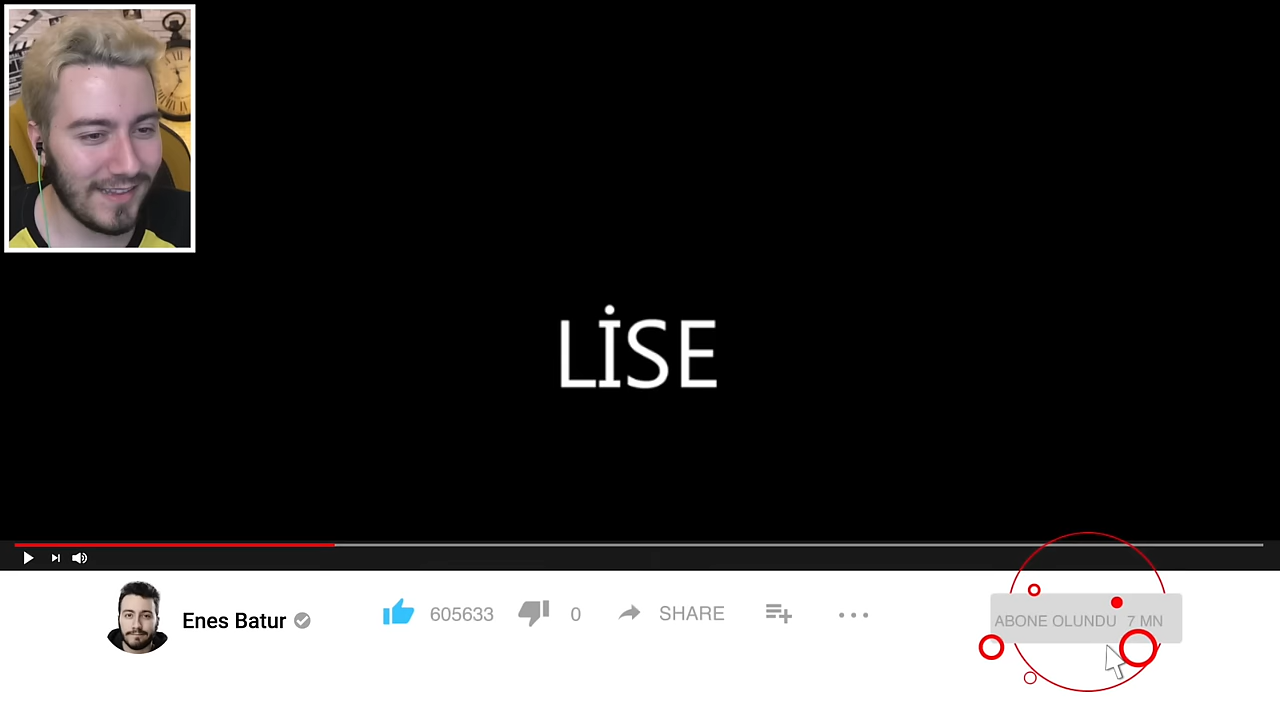 LİSE
Enes Batur
605633
0
SHARE
ABONE OLUNDU 7 MN